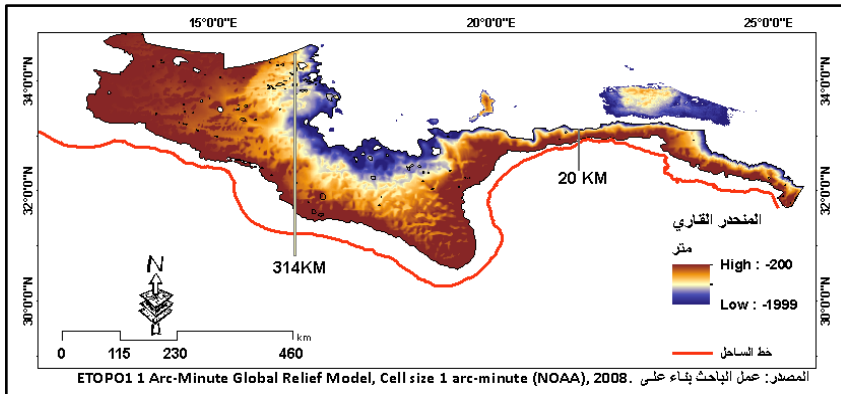 15°0'0"E 20°0'0"E 25°0'0"E
34°0'0"N 34°0'0"N
32°0'0"N 32°0'0"N
30°0'0"N 30°0'0"N
20 KM
314KM
المنحدر القاري
متر
High : -200
Low : -1999
خط الساحل
N
km
0 115 230 460
المصدر: عمل الباحث بناء على .ETOPO1 1 Arc-Minute Global Relief Model, Cell size 1 arc-minute (NOAA), 2008